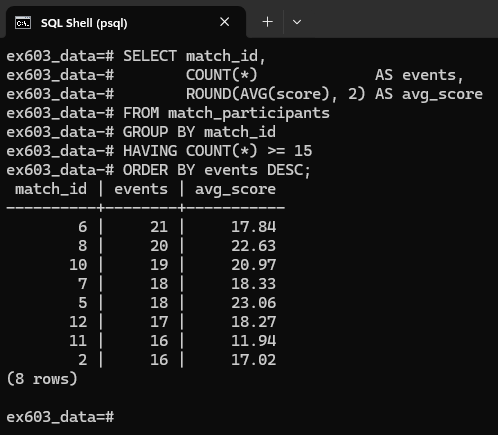 SQL Shell (psql)
ex603_data=# SELECT match_id,
ex603_data-#        COUNT(*)            AS events,
ex603_data-#        ROUND(AVG(score), 2) AS avg_score
ex603_data-# FROM match_participants
ex603_data-# GROUP BY match_id
ex603_data-# HAVING COUNT(*) >= 15
ex603_data-# ORDER BY events DESC;
 match_id | events | avg_score
----------+--------+-----------
        6 |     21 |     17.84
        8 |     20 |     22.63
       10 |     19 |     20.97
        7 |     18 |     18.33
        5 |     18 |     23.06
       12 |     17 |     18.27
       11 |     16 |     11.94
        2 |     16 |     17.02
(8 rows)
ex603_data=#